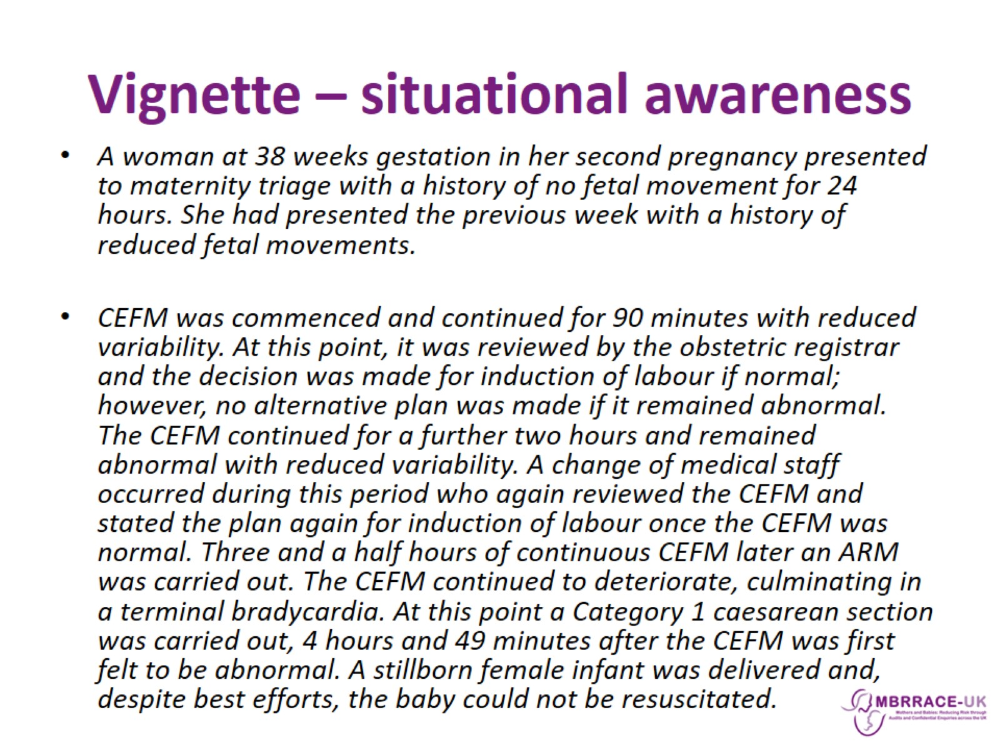 Vignette – situational awareness
• A woman at 38 weeks gestation in her second pregnancy presented
to maternity triage with a history of no fetal movement for 24
hours. She had presented the previous week with a history of
reduced fetal movements.
• CEFM was commenced and continued for 90 minutes with reduced
variability. At this point, it was reviewed by the obstetric registrar
and the decision was made for induction of labour if normal;
however, no alternative plan was made if it remained abnormal.
The CEFM continued for a further two hours and remained
abnormal with reduced variability. A change of medical staff
occurred during this period who again reviewed the CEFM and
stated the plan again for induction of labour once the CEFM was
normal. Three and a half hours of continuous CEFM later an ARM
was carried out. The CEFM continued to deteriorate, culminating in
a terminal bradycardia. At this point a Category 1 caesarean section
was carried out, 4 hours and 49 minutes after the CEFM was first
felt to be abnormal. A stillborn female infant was delivered and,
despite best efforts, the baby could not be resuscitated.
MBRRACE-UK
Mothers and Babies: Reducing Risk through
Audits and Confidential Enquiries across the UK